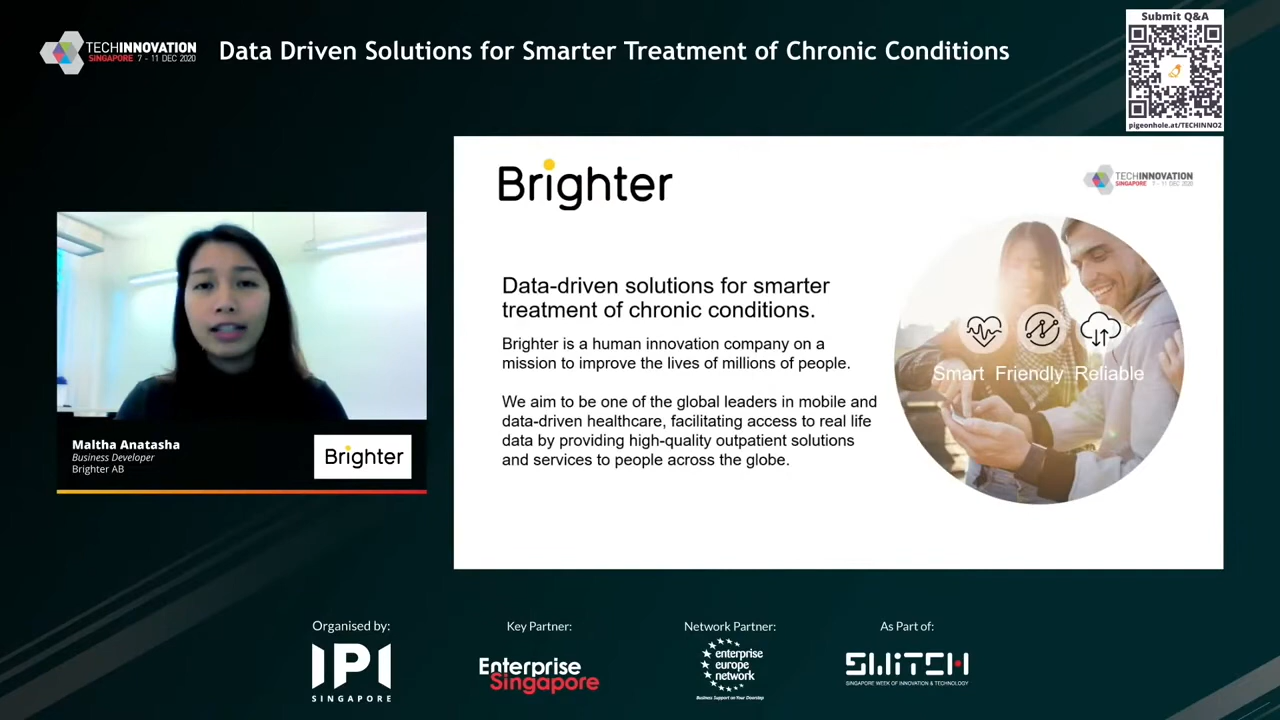 TECHINNOVATION
SINGAPORE 7 - 11 DEC 2020
Data Driven Solutions for Smarter Treatment of Chronic Conditions
Submit Q&A
pigeonhole.at/TECHINNO2
Brighter
TECHINNOVATION
SINGAPORE 7 - 11 DEC 2020
Data-driven solutions for smarter
treatment of chronic conditions.
Brighter is a human innovation company on a
mission to improve the lives of millions of people.
We aim to be one of the global leaders in mobile and
data-driven healthcare, facilitating access to real life
data by providing high-quality outpatient solutions
and services to people across the globe.
Smart Friendly Reliable
Maltha Anatasha
Business Developer
Brighter AB
Brighter
Organised by:
IPI
SINGAPORE
Key Partner:
Enterprise
Singapore
Network Partner:
enterprise
europe
network
Business Support on Your Doorstep
As Part of:
SWITCH
SINGAPORE WEEK OF INNOVATION & TECHNOLOGY